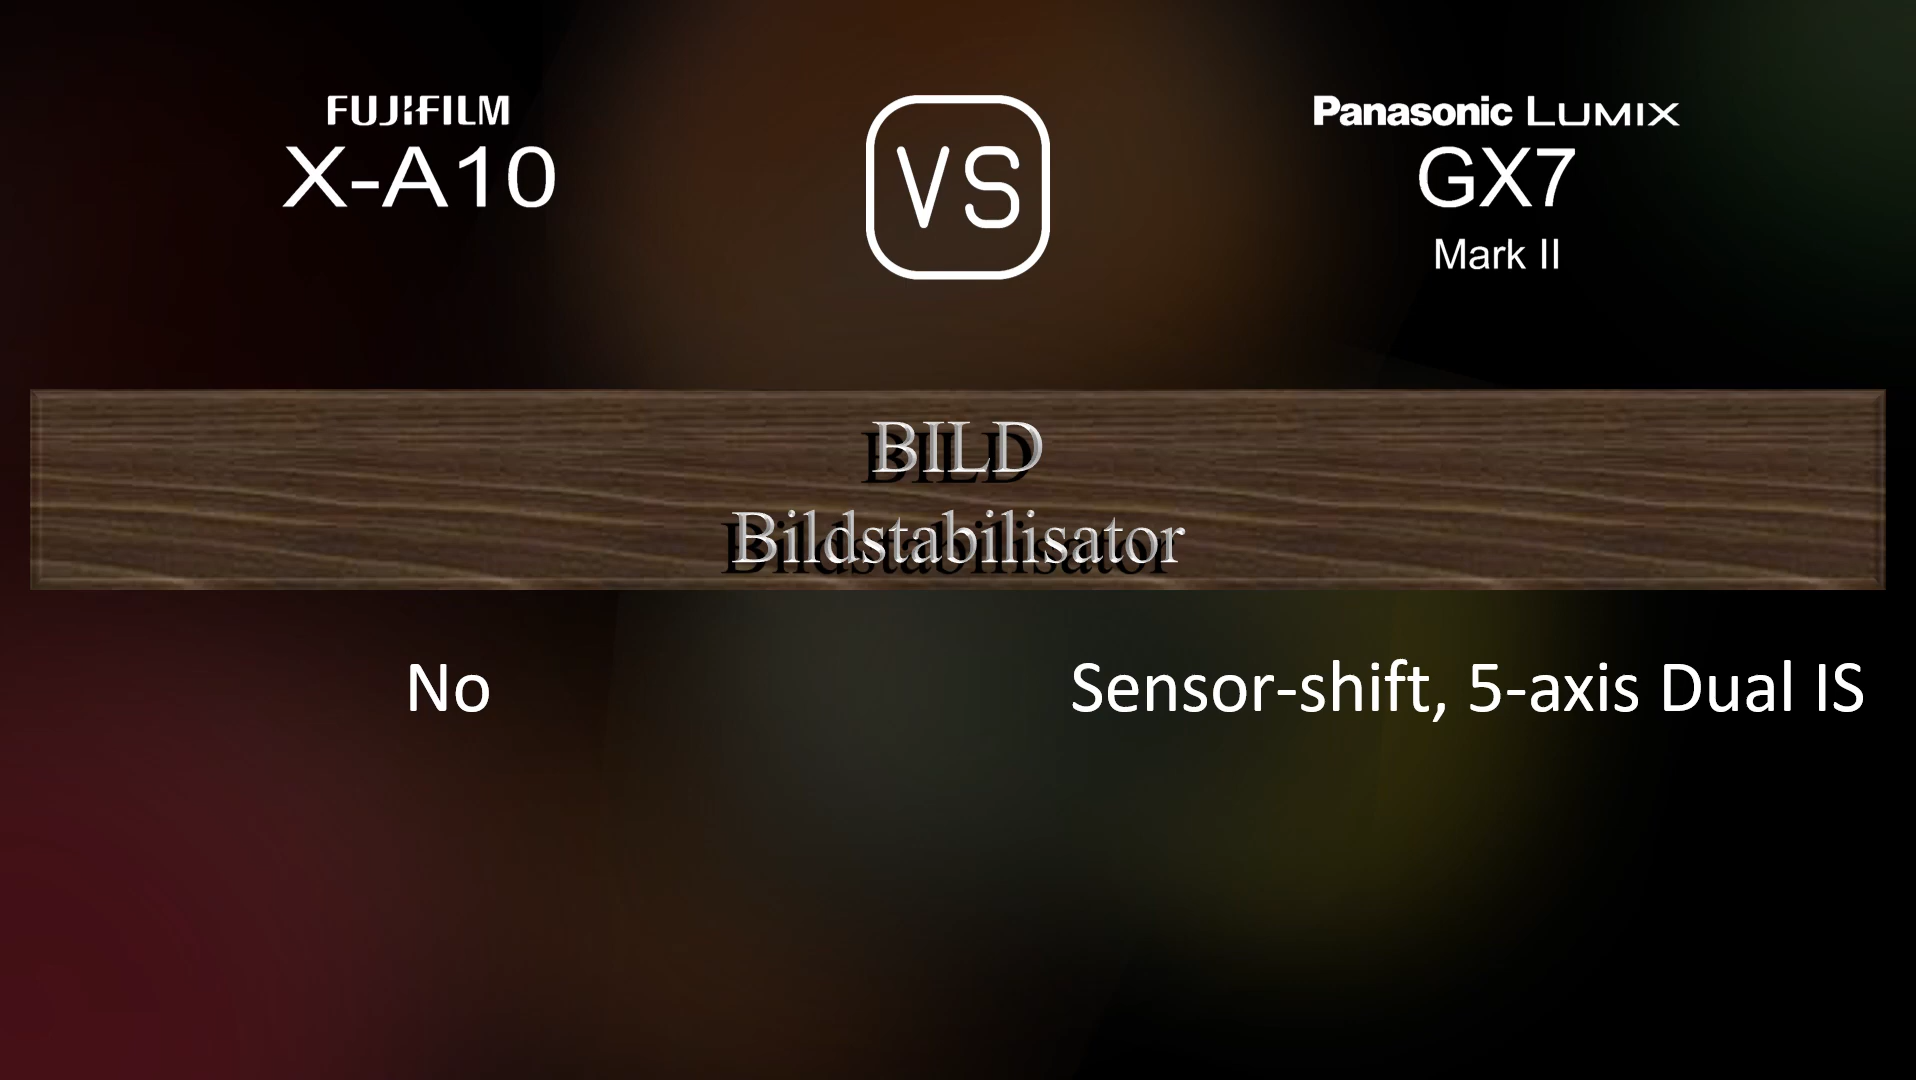 FUJIFILM
X-A10
VS
Panasonic LUMIX
GX7
Mark II
BILD
Bildstabilisator
No
Sensor-shift, 5-axis Dual IS